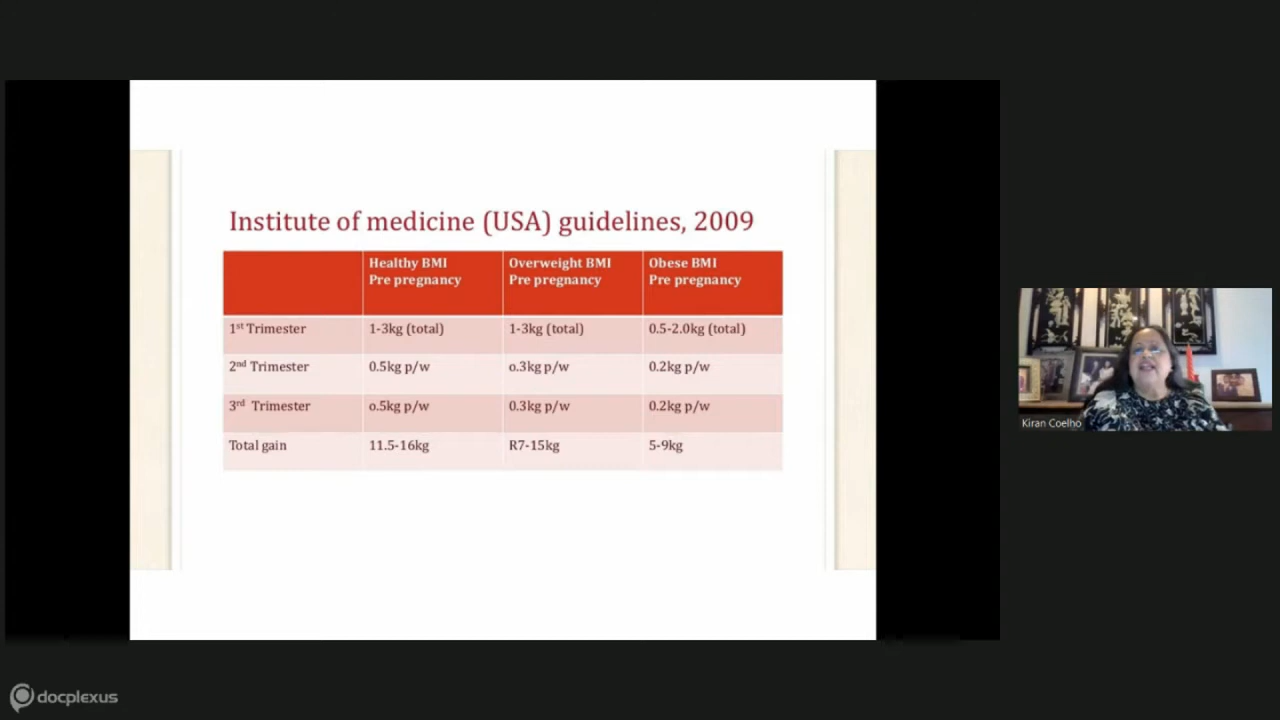 Institute of medicine (USA) guidelines, 2009
Healthy BMI
Pre pregnancy
Overweight BMI
Pre pregnancy
Obese BMI
Pre pregnancy
1st Trimester
1-3kg (total)
1-3kg (total)
0.5-2.0kg (total)
2nd Trimester
0.5kg p/w
o.3kg p/w
0.2kg p/w
3rd Trimester
o.5kg p/w
0.3kg p/w
0.2kg p/w
Total gain
11.5-16kg
R7-15kg
5-9kg
Kiran Coelho
docplexus